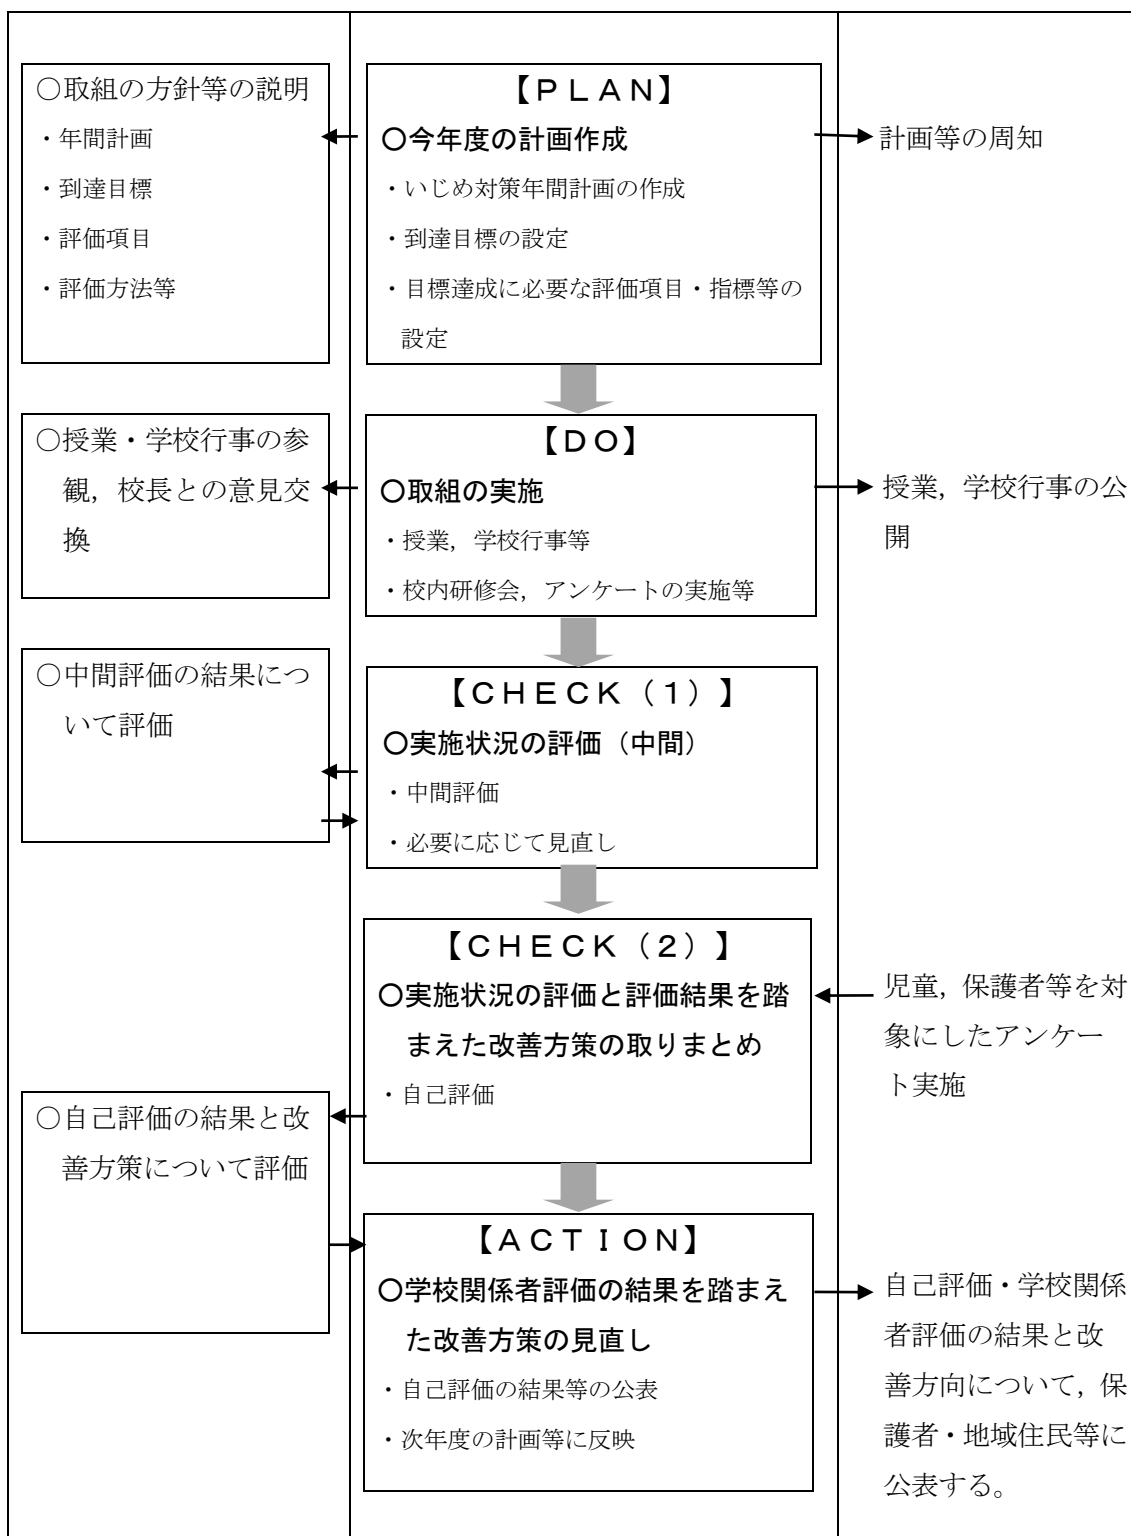 ○取組の方針等の説明
・年間計画
・到達目標
・評価項目
・評価方法等
【ＰＬＡＮ】
○今年度の計画作成
・いじめ対策年間計画の作成
・到達目標の設定
・目標達成に必要な評価項目・指標等の
設定
計画等の周知
○授業・学校行事の参
観，校長との意見交
換
【ＤＯ】
○取組の実施
・授業，学校行事等
・校内研修会，アンケートの実施等
授業，学校行事の公
開
○中間評価の結果につ
いて評価
【ＣＨＥＣＫ（１）】
○実施状況の評価（中間）
・中間評価
・必要に応じて見直し
【ＣＨＥＣＫ（２）】
○実施状況の評価と評価結果を踏
まえた改善方策の取りまとめ
・自己評価
児童，保護者等を対
象にしたアンケー
ト実施
○自己評価の結果と改
善方策について評価
【ＡＣＴＩＯＮ】
○学校関係者評価の結果を踏まえ
た改善方策の見直し
・自己評価の結果等の公表
・次年度の計画等に反映
自己評価・学校関係
者評価の結果と改
善方向について，保
護者・地域住民等に
公表する。